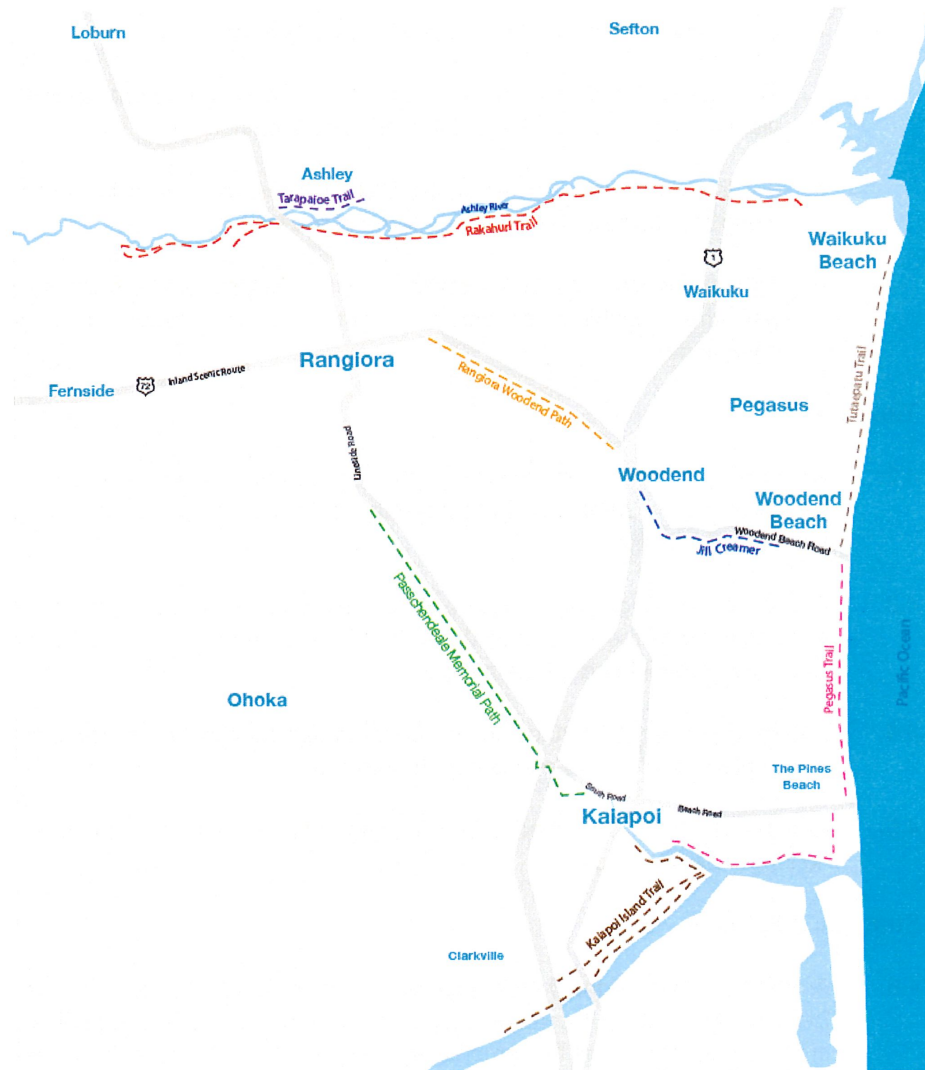 Loburn
Sefton
Ashley
Tarapaioe Trail
Ashley River
Rakahuri Trail
Waikuku
Beach
1
Waikuku
Rangiora
72
Inland Scenic Route
Fernside
Rangiora Woodend Path
Pegasus
Tutaepatu Trail
Lineside Road
Woodend
Woodend
Beach
Woodend Beach Road
Jill Creamer
Passchendeale Memorial Path
Pegasus Trail
Pacific Ocean
Ohoka
The Pines
Beach
Smith Road
Beach Road
Kaiapoi
Kaiapoi Island Trail
Clarkville